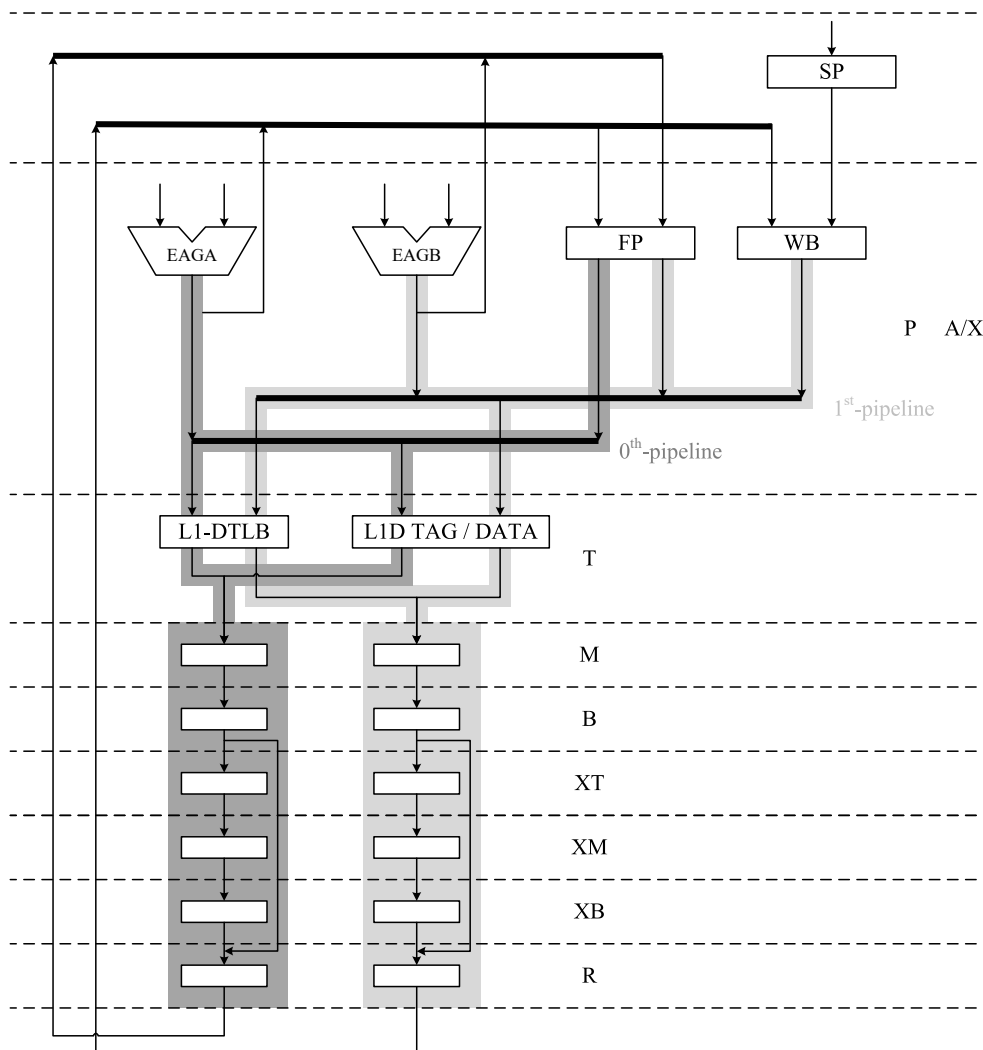 SP
EAGA
EAGB
FP
WB
P A/X
1st-pipeline
0th-pipeline
L1-DTLB
L1D TAG / DATA
T
M
B
XT
XM
XB
R